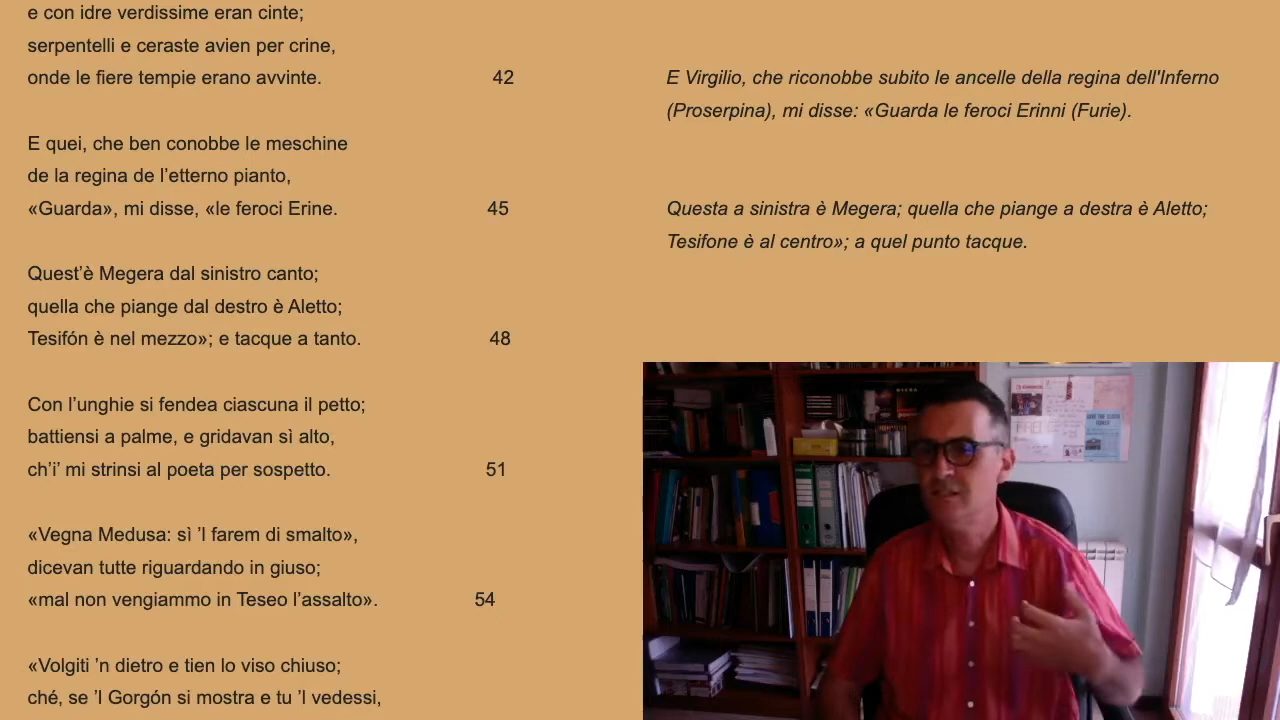 e con idre verdissime eran cinte;
serpentelli e ceraste avien per crine,
onde le fiere tempie erano avvinte. 42
E quei, che ben conobbe le meschine
de la regina de l’etterno pianto,
«Guarda», mi disse, «le feroci Erine. 45
Quest’è Megera dal sinistro canto;
quella che piange dal destro è Aletto;
Tesifón è nel mezzo»; e tacque a tanto. 48
Con l’unghie si fendea ciascuna il petto;
battiensi a palme, e gridavan sì alto,
ch’i’ mi strinsi al poeta per sospetto. 51
«Vegna Medusa: sì ’l farem di smalto»,
dicevan tutte riguardando in giuso;
«mal non vengiammo in Teseo l’assalto». 54
«Volgiti ’n dietro e tien lo viso chiuso;
ché, se ’l Gorgón si mostra e tu ’l vedessi,
E Virgilio, che riconobbe subito le ancelle della regina dell'Inferno
(Proserpina), mi disse: «Guarda le feroci Erinni (Furie).
Questa a sinistra è Megera; quella che piange a destra è Aletto;
Tesifone è al centro»; a quel punto tacque.